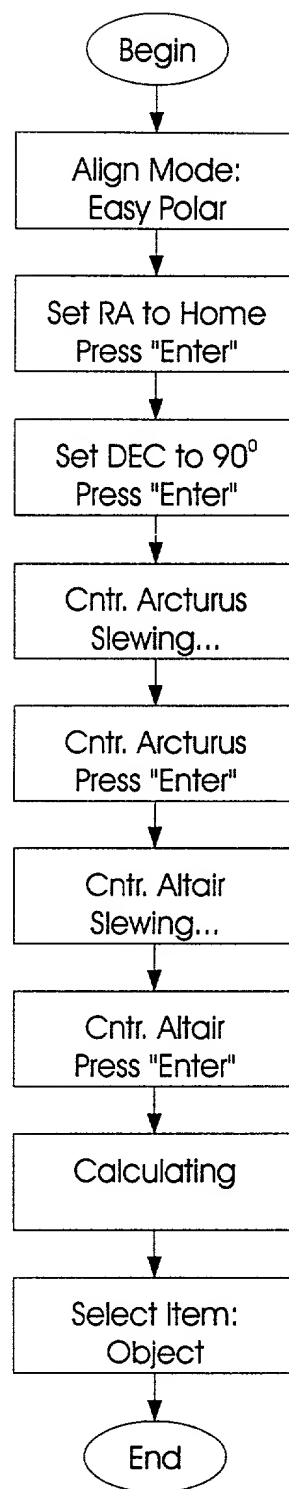 Begin
Align Mode:
Easy Polar
Set RA to Home
Press "Enter"
Set DEC to 90⁰
Press "Enter"
Cntr. Arcturus
Slewing...
Cntr. Arcturus
Press "Enter"
Cntr. Altair
Slewing...
Cntr. Altair
Press "Enter"
Calculating
Select Item:
Object
End